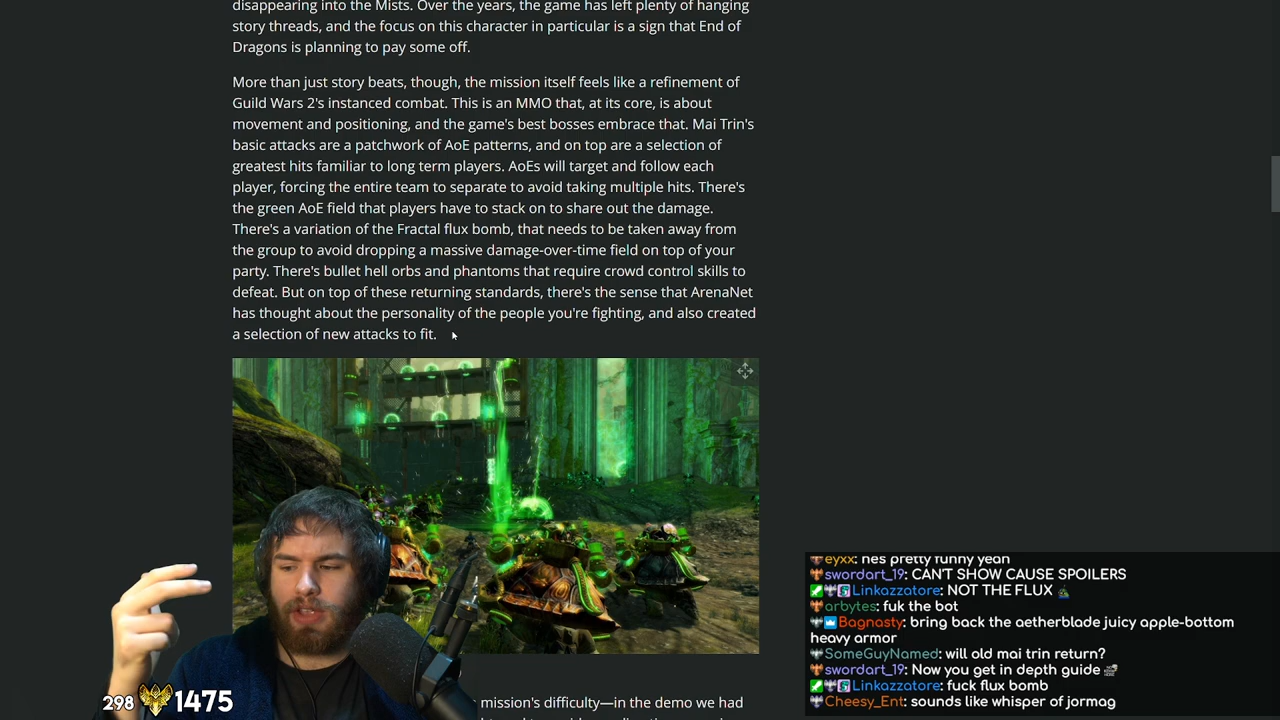 disappearing into the Mists. Over the years, the game has left plenty of hanging
story threads, and the focus on this character in particular is a sign that End of
Dragons is planning to pay some off.
More than just story beats, though, the mission itself feels like a refinement of
Guild Wars 2's instanced combat. This is an MMO that, at its core, is about
movement and positioning, and the game's best bosses embrace that. Mai Trin's
basic attacks are a patchwork of AoE patterns, and on top are a selection of
greatest hits familiar to long term players. AoEs will target and follow each
player, forcing the entire team to separate to avoid taking multiple hits. There's
the green AoE field that players have to stack on to share out the damage.
There's a variation of the Fractal flux bomb, that needs to be taken away from
the group to avoid dropping a massive damage-over-time field on top of your
party. There's bullet hell orbs and phantoms that require crowd control skills to
defeat. But on top of these returning standards, there's the sense that ArenaNet
has thought about the personality of the people you're fighting, and also created
a selection of new attacks to fit.
eyxx: hes pretty funny yeah
swordart_19: CAN'T SHOW CAUSE SPOILERS
Linkazzatore: NOT THE FLUX
arbytes: fuk the bot
Bagnasty: bring back the aetherblade juicy apple-bottom
heavy armor
SomeGuyNamed: will old mai trin return?
swordart_19: Now you get in depth guide
Linkazzatore: fuck flux bomb
Cheesy_Ent: sounds like whisper of jormag
298 1475
mission's difficulty—in the demo we had